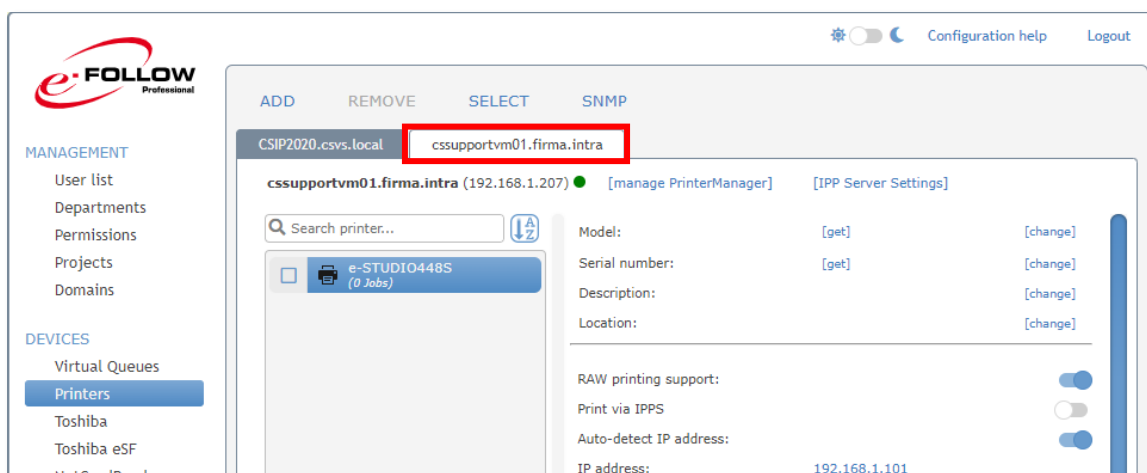 Configuration help Logout
e-FOLLOW
Professional
ADD REMOVE SELECT SNMP
CSIP2020.csvs.local cssupportvm01.firma.intra
MANAGEMENT
User list
Departments
Permissions
Projects
Domains
DEVICES
Virtual Queues
Printers
Toshiba
Toshiba eSF
cssupportvm01.firma.intra (192.168.1.207) [manage PrinterManager] [IPP Server Settings]
Search printer...
A
Z
e-STUDIO448S
(0 Jobs)
Model: [get] [change]
Serial number: [get] [change]
Description: [change]
Location: [change]
RAW printing support:
Print via IPPS
Auto-detect IP address:
IP address: 192.168.1.101